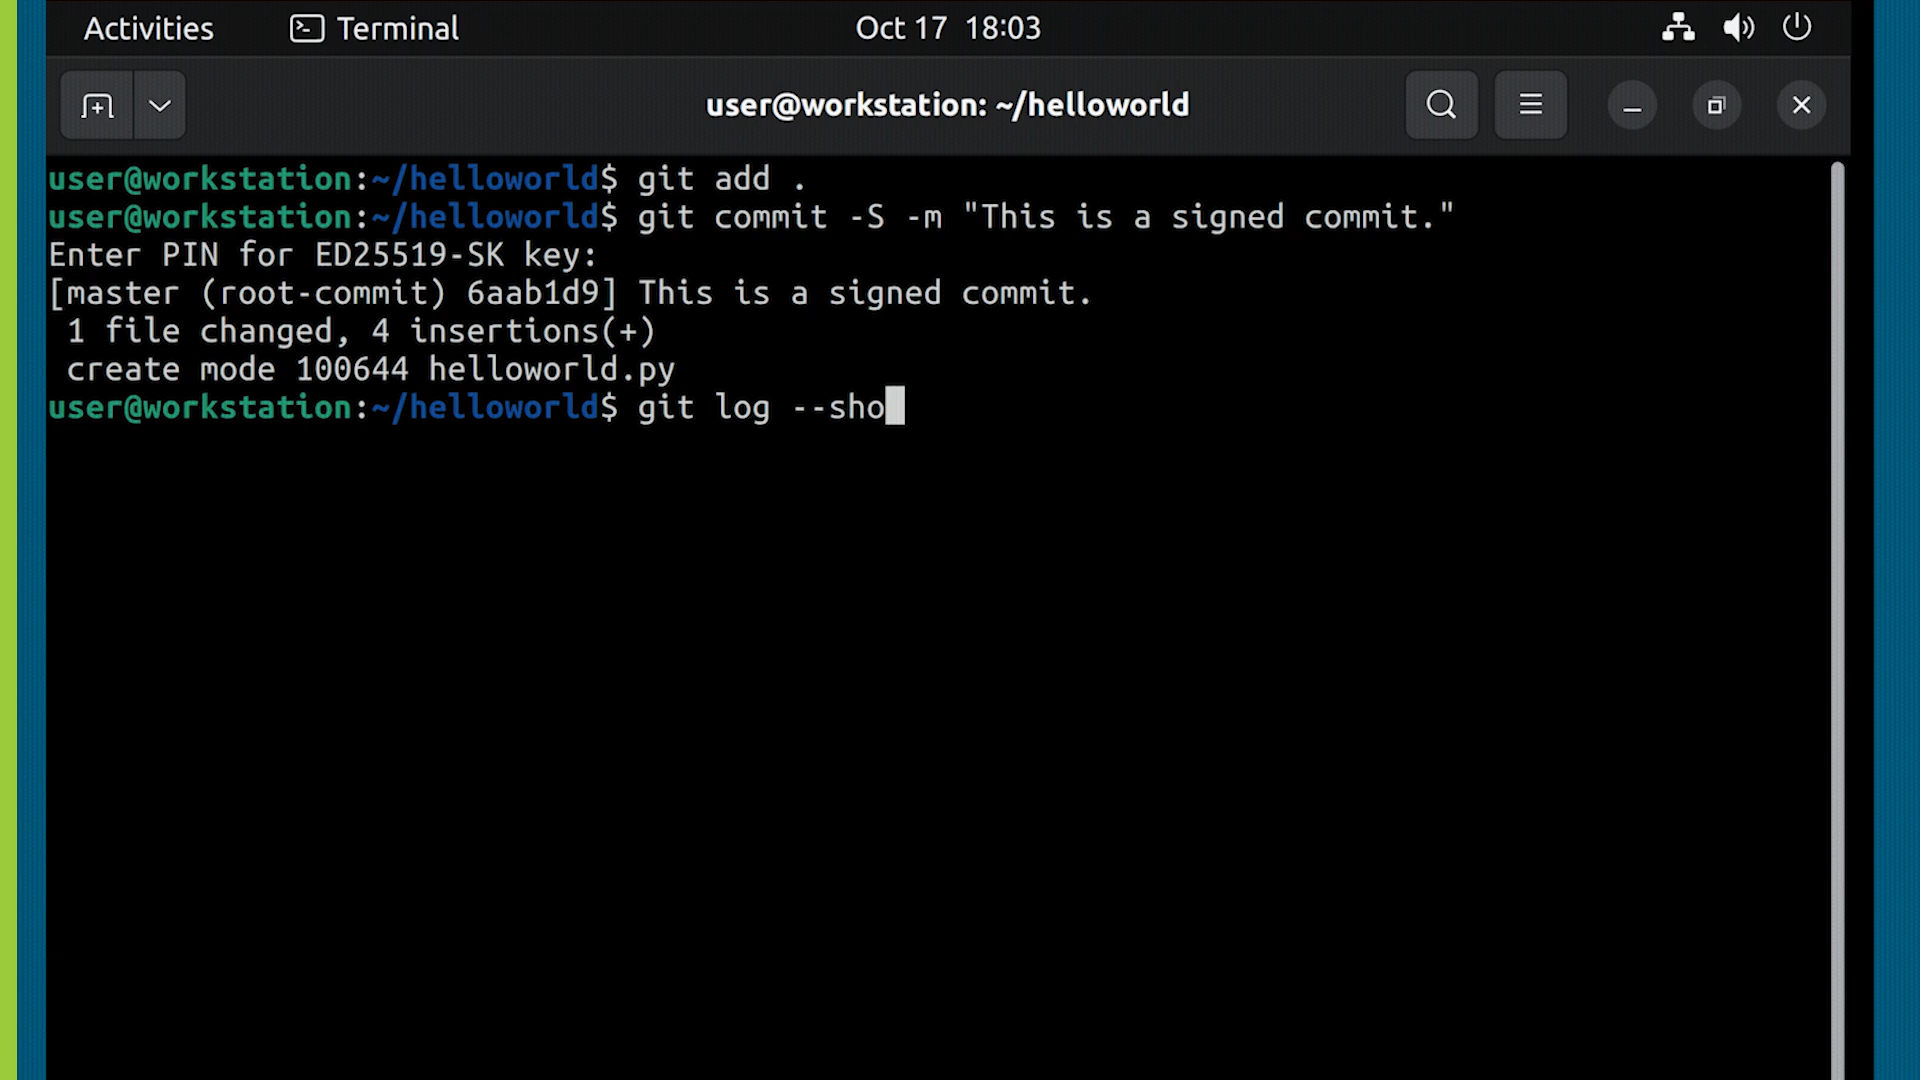 Activities Terminal Oct 17 18:03
user@workstation: ~/helloworld
user@workstation:~/helloworld$ git add .
user@workstation:~/helloworld$ git commit -S -m "This is a signed commit."
Enter PIN for ED25519-SK key:
[master (root-commit) 6aab1d9] This is a signed commit.
 1 file changed, 4 insertions(+)
 create mode 100644 helloworld.py
user@workstation:~/helloworld$ git log --sho